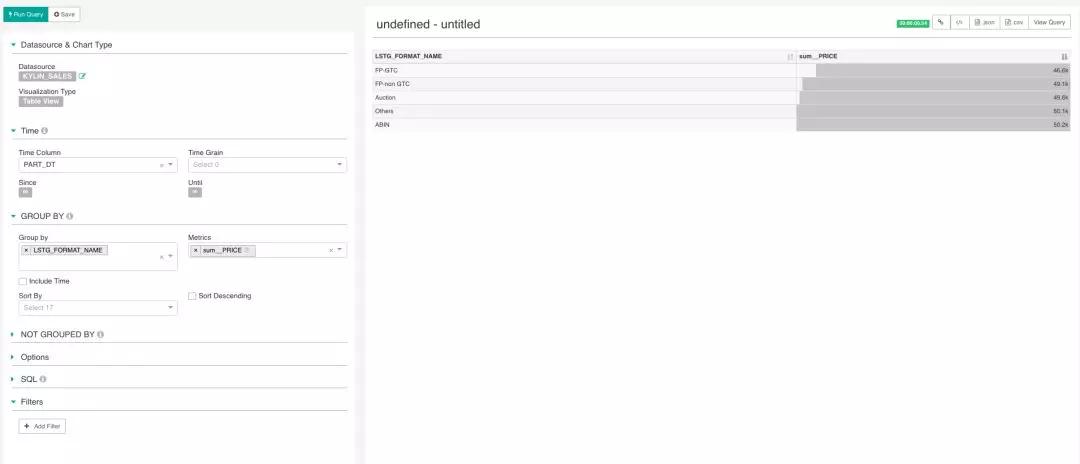 Run Query Save
Datasource & Chart Type
Datasource
KYLIN_SALES
Visualization Type
Table View
Time
Time Column Time Grain
PART_DT × Select 0
Since Until
∞ ∞
GROUP BY
Group by Metrics
× LSTG_FORMAT_NAME × × sum__PRICE ×
Include Time
Sort By Sort Descending
Select 17
NOT GROUPED BY
Options
SQL
Filters
+ Add Filter
undefined - untitled
00:00:00.54 </> .json .csv View Query
LSTG_FORMAT_NAME sum__PRICE
FP-GTC 46.6k
FP-non GTC 49.1k
Auction 49.6k
Others 50.1k
ABIN 50.2k